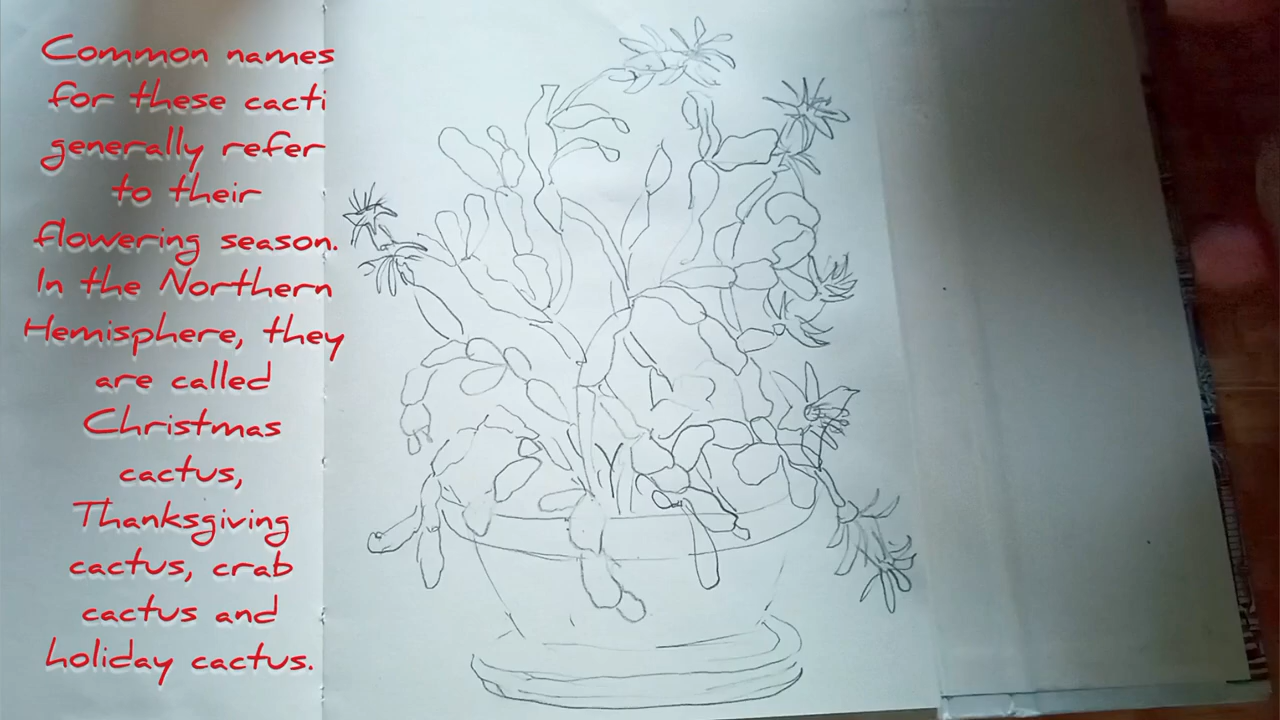 Common names
for these cacti
generally refer
to their
flowering season.
In the Northern
Hemisphere, they
are called
Christmas
cactus,
Thanksgiving
cactus, crab
cactus and
holiday cactus.